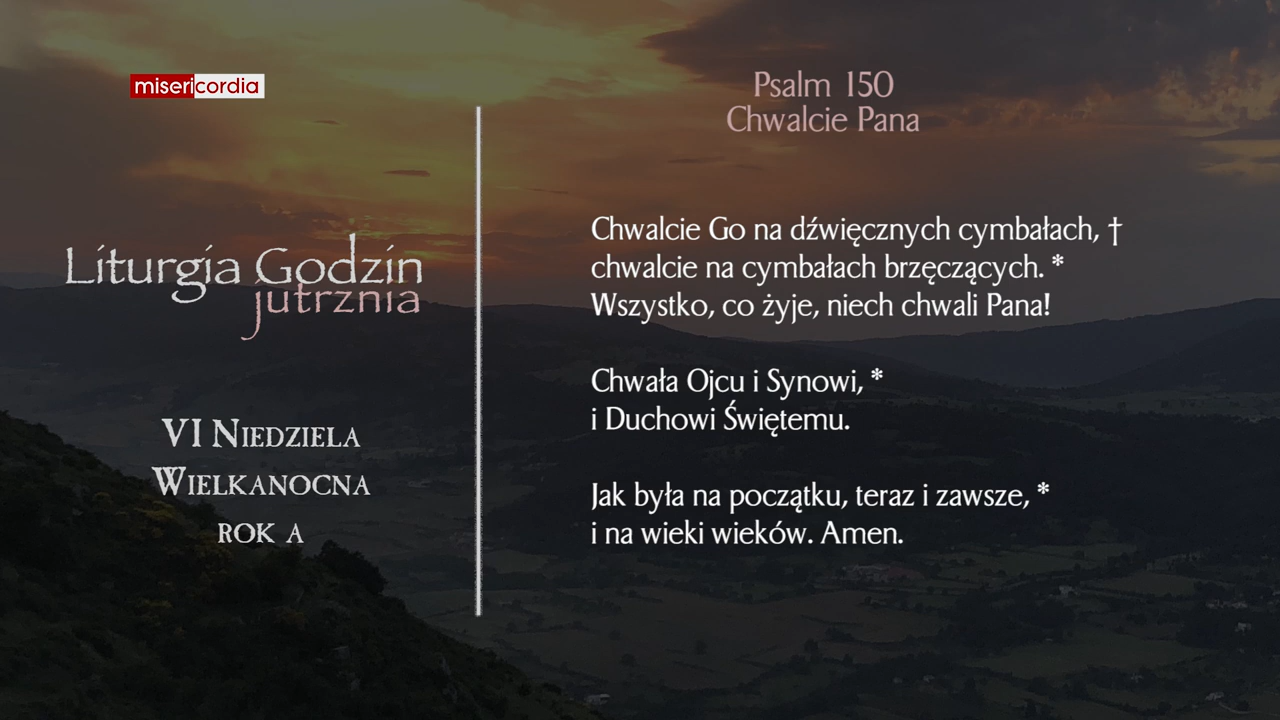 misericordia
Liturgia Godzin
jutrznia
VI Niedziela
Wielkanocna
rok a
Psalm 150
Chwalcie Pana
Chwalcie Go na dźwięcznych cymbałach, †
chwalcie na cymbałach brzęczących. *
Wszystko, co żyje, niech chwali Pana!
Chwała Ojcu i Synowi, *
i Duchowi Świętemu.
Jak była na początku, teraz i zawsze, *
i na wieki wieków. Amen.